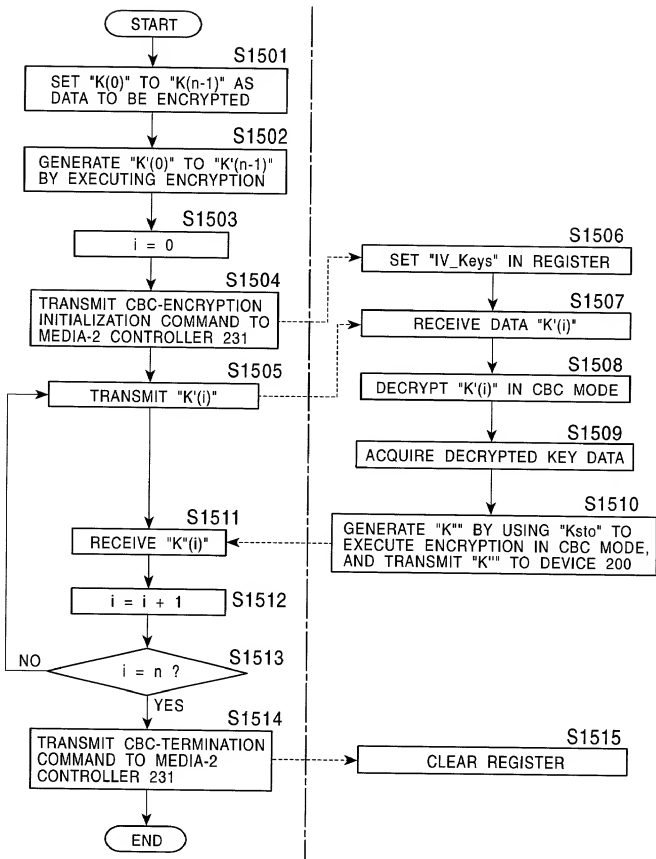 START
S1501
SET "K(0)" TO "K(n-1)" AS
DATA TO BE ENCRYPTED
S1502
GENERATE "K'(0)" TO "K'(n-1)"
BY EXECUTING ENCRYPTION
S1503
i = 0
S1504
TRANSMIT CBC-ENCRYPTION
INITIALIZATION COMMAND TO
MEDIA-2 CONTROLLER 231
S1505
TRANSMIT "K'(i)"
S1506
SET "IV_Keys" IN REGISTER
S1507
RECEIVE DATA "K'(i)"
S1508
DECRYPT "K'(i)" IN CBC MODE
S1509
ACQUIRE DECRYPTED KEY DATA
S1510
GENERATE "K"" BY USING "Ksto" TO
EXECUTE ENCRYPTION IN CBC MODE,
AND TRANSMIT "K"" TO DEVICE 200
S1511
RECEIVE "K"(i)"
i = i + 1
S1512
NO
i = n ?
S1513
YES
S1514
TRANSMIT CBC-TERMINATION
COMMAND TO MEDIA-2
CONTROLLER 231
S1515
CLEAR REGISTER
END